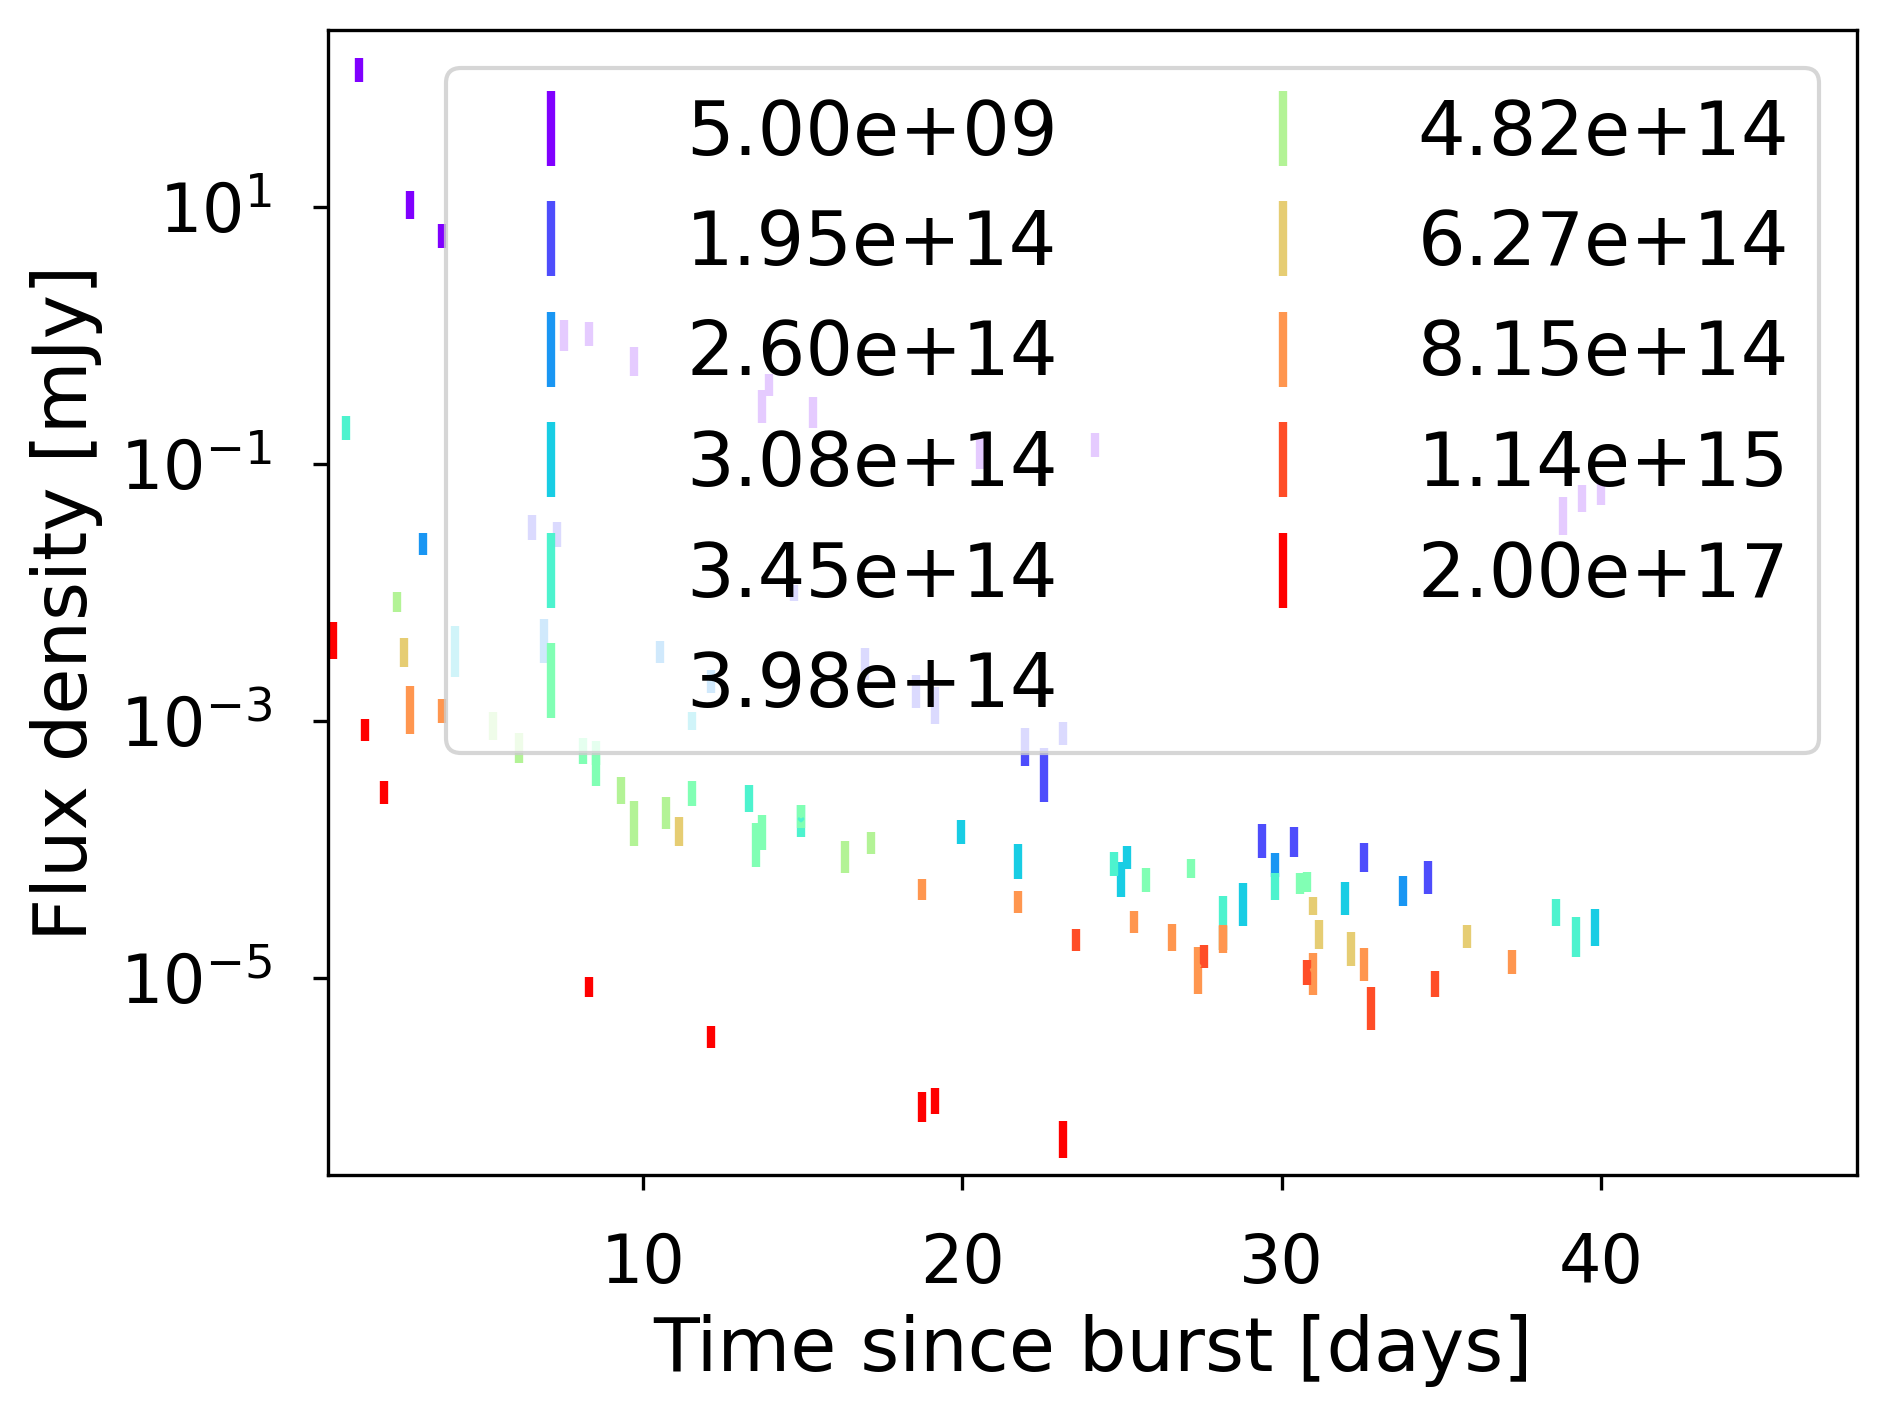 Flux density [mJy]
10¹
10⁻¹
10⁻³
10⁻⁵
5.00e+09
1.95e+14
2.60e+14
3.08e+14
3.45e+14
3.98e+14
4.82e+14
6.27e+14
8.15e+14
1.14e+15
2.00e+17
10 20 30 40
Time since burst [days]